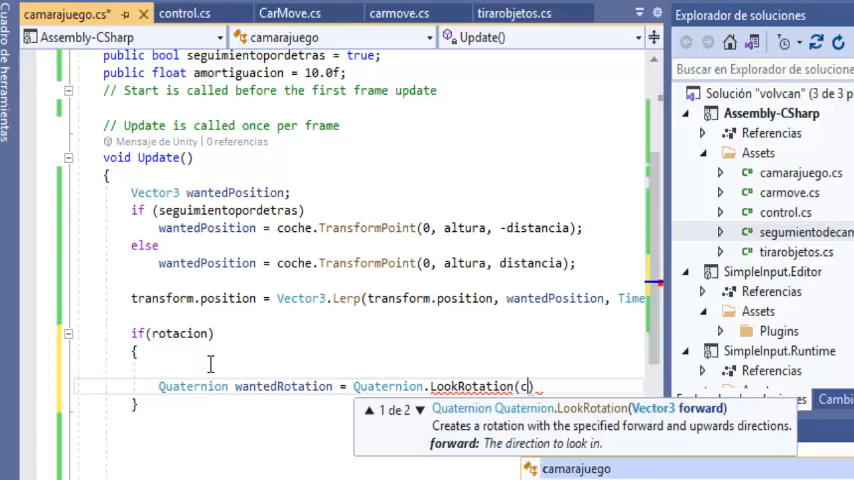 camarajuego.cs*
control.cs
CarMove.cs
carmove.cs
tirarobjetos.cs
Assembly-CSharp
camarajuego
Update()
Cuadro de herramientas
public bool seguimientopordetras = true;
public float amortiguacion = 10.0f;
// Start is called before the first frame update
// Update is called once per frame
Mensaje de Unity | 0 referencias
void Update()
{
Vector3 wantedPosition;
if (seguimientopordetras)
wantedPosition = coche.TransformPoint(0, altura, -distancia);
else
wantedPosition = coche.TransformPoint(0, altura, distancia);
transform.position = Vector3.Lerp(transform.position, wantedPosition, Time
if(rotacion)
{
Quaternion wantedRotation = Quaternion.LookRotation(c)
}
1 de 2 Quaternion Quaternion.LookRotation(Vector3 forward)
Creates a rotation with the specified forward and upwards directions.
forward: The direction to look in.
camarajuego
Explorador de soluciones
Buscar en Explorador de soluciones
Solución "volvcan" (3 de 3 p
Assembly-CSharp
Referencias
Assets
C# camarajuego.cs
C# carmove.cs
C# control.cs
C# segumientodecam
C# tirarobjetos.cs
SimpleInput.Editor
Referencias
Assets
Plugins
SimpleInput.Runtime
Referencias
Cambi